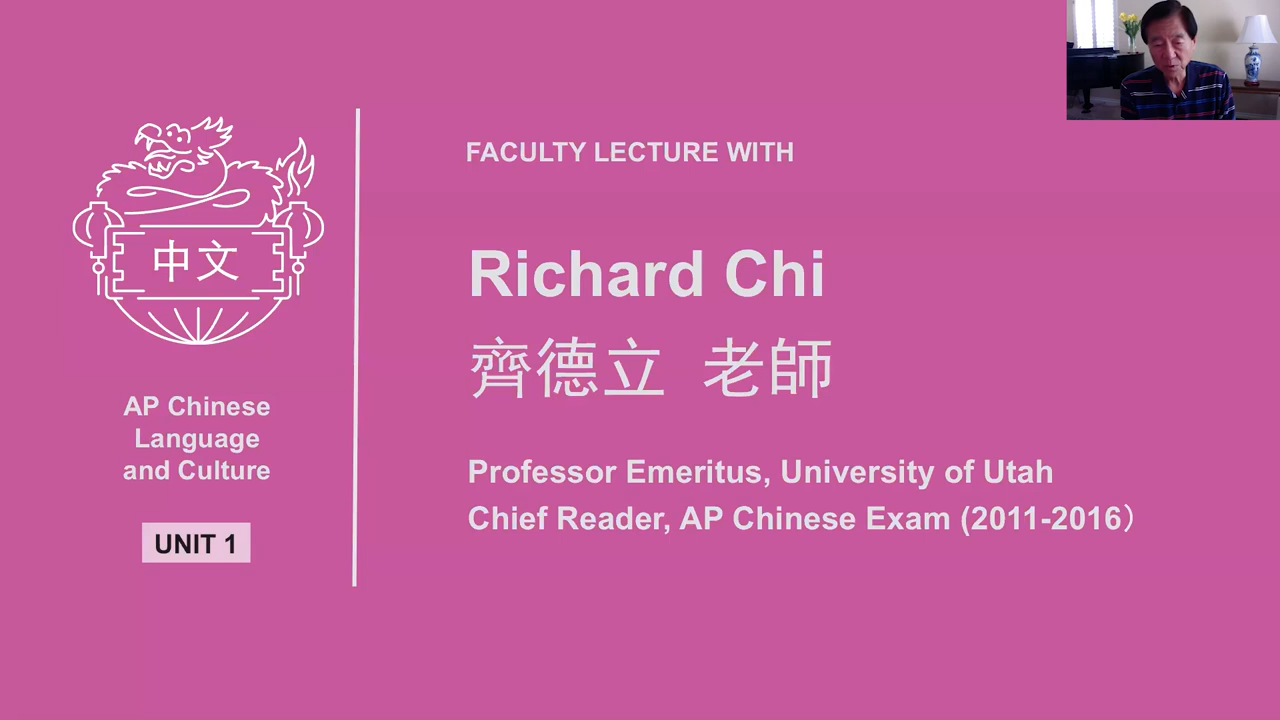 中文
AP Chinese
Language
and Culture
UNIT 1
FACULTY LECTURE WITH
Richard Chi
齊德立 老師
Professor Emeritus, University of Utah
Chief Reader, AP Chinese Exam (2011-2016）